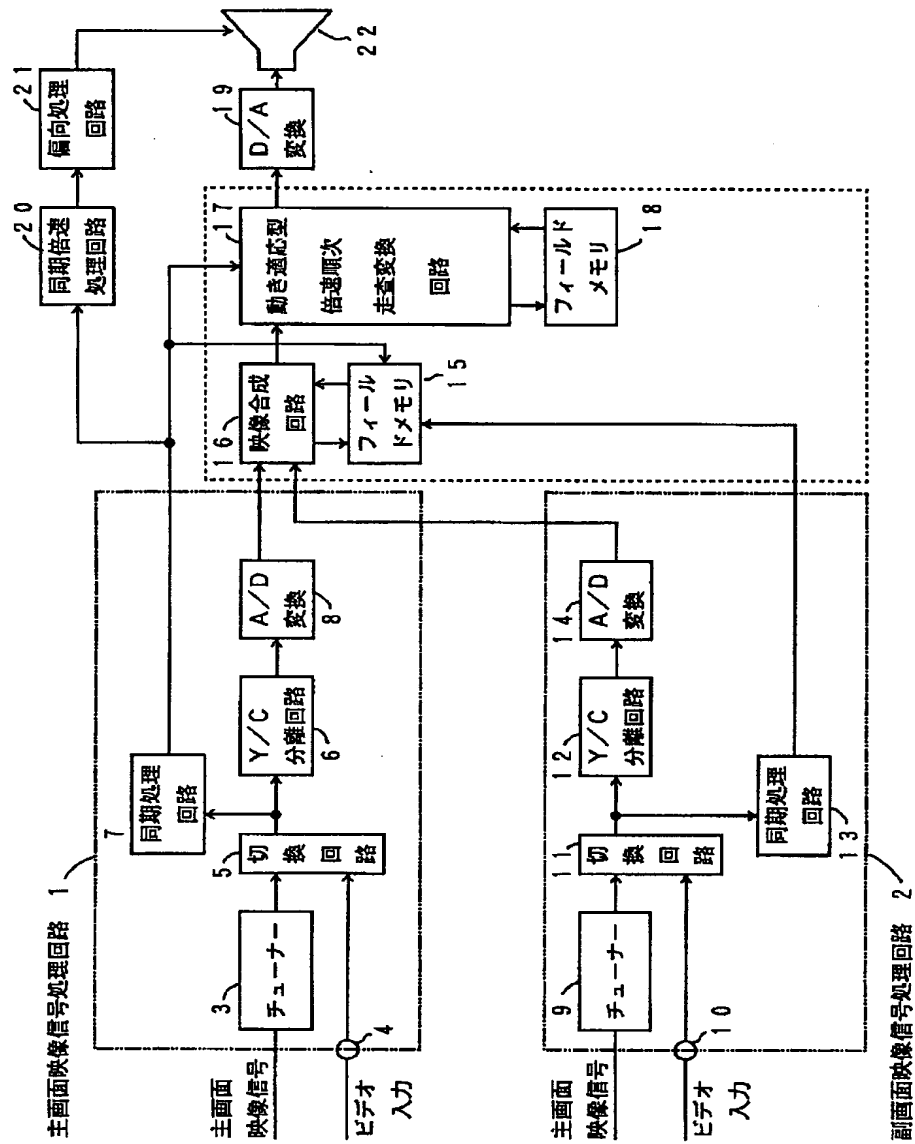 主画面映像信号処理回路 1
主画面
映像信号
3
チューナー
ビデオ
入力
4
5
切換回路
7
同期処理
回路
Y/C
分離回路
6
A/D
変換
8
主画面
映像信号
9
チューナー
ビデオ
入力
10
11
切換回路
12
Y/C
分離回路
同期処理
回路
13
14
A/D
変換
副画面映像信号処理回路 2
16
映像合成
回路
フィール
ドメモリ
15
17
動き適応型
倍速順次
走査変換
回路
フィールド
メモリ
18
19
D/A
変換
20
同期倍速
処理回路
21
偏向処理
回路
22